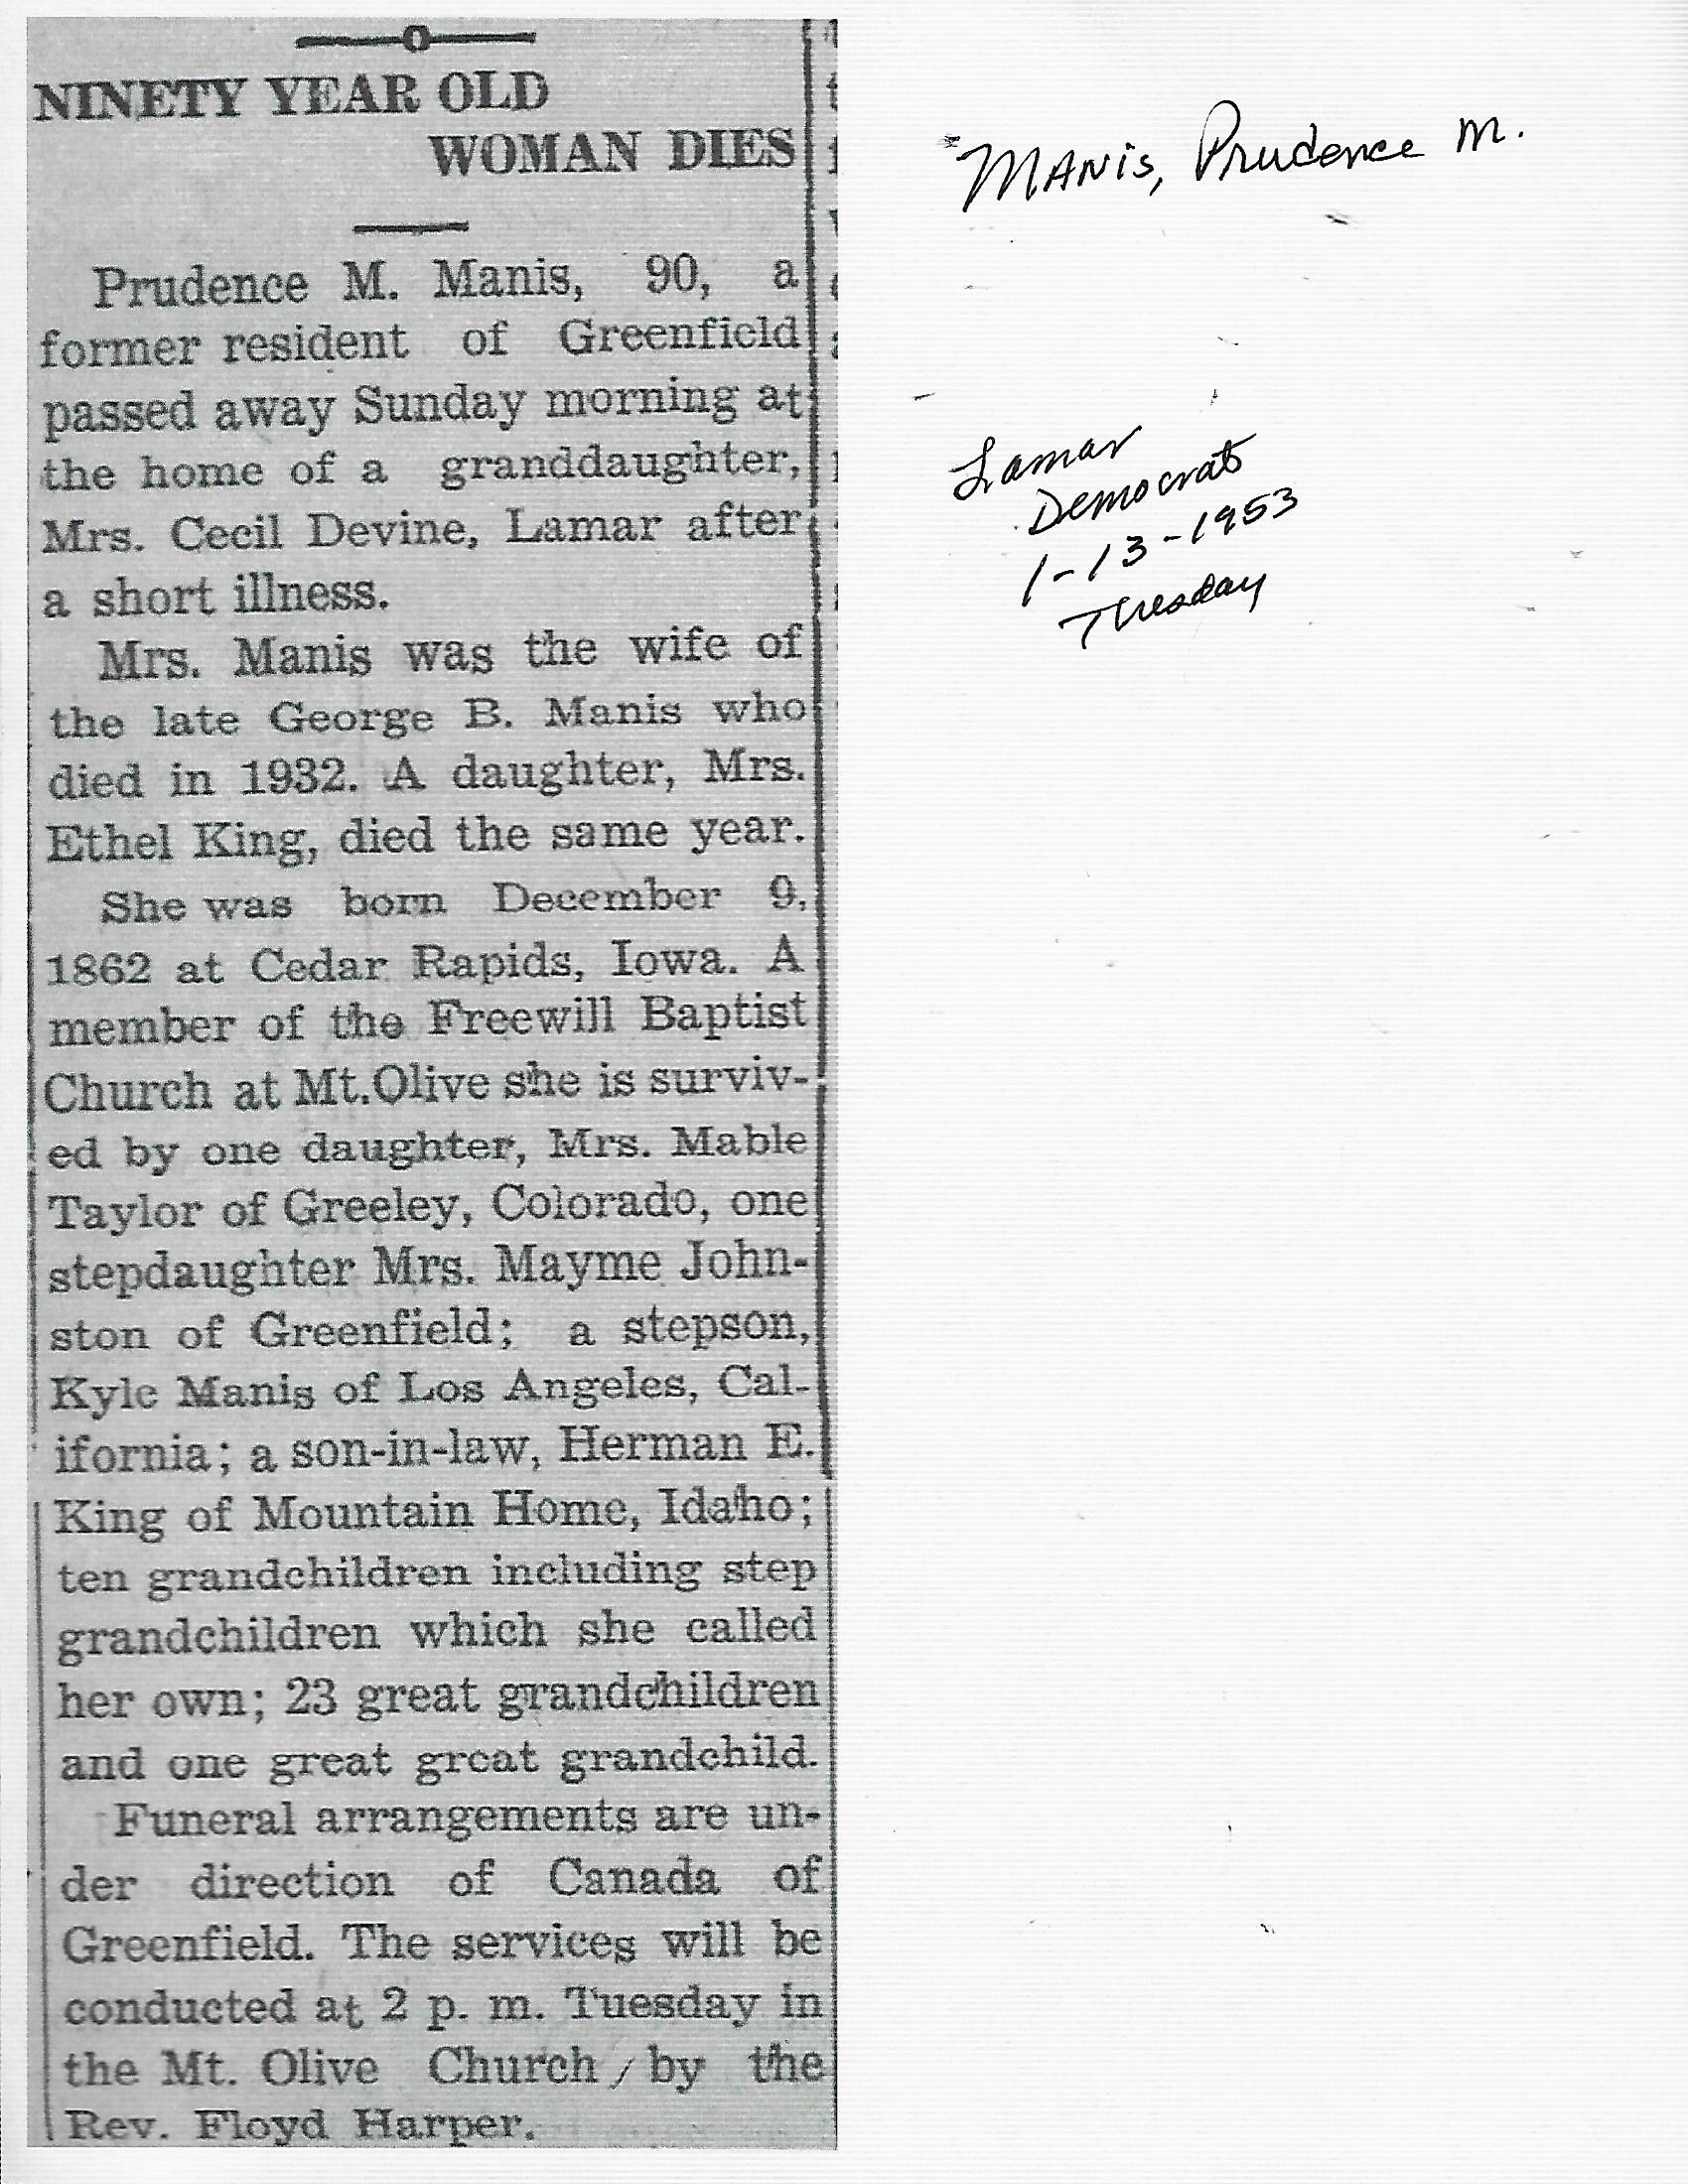 NINETY YEAR OLD
WOMAN DIES
Prudence M. Manis, 90, a
former resident of Greenfield
passed away Sunday morning at
the home of a granddaughter,
Mrs. Cecil Devine, Lamar after
a short illness.
Mrs. Manis was the wife of
the late George B. Manis who
died in 1932. A daughter, Mrs.
Ethel King, died the same year.
She was born December 9,
1862 at Cedar Rapids, Iowa. A
member of the Freewill Baptist
Church at Mt. Olive she is surviv-
ed by one daughter, Mrs. Mable
Taylor of Greeley, Colorado, one
stepdaughter Mrs. Mayme John-
ston of Greenfield; a stepson,
Kyle Manis of Los Angeles, Cal-
ifornia; a son-in-law, Herman E.
King of Mountain Home, Idaho;
ten grandchildren including step
grandchildren which she called
her own; 23 great grandchildren
and one great great grandchild.
Funeral arrangements are un-
der direction of Canada of
Greenfield. The services will be
conducted at 2 p. m. Tuesday in
the Mt. Olive Church by the
Rev. Floyd Harper.
Manis, Prudence M.
Lamar
Democrat
1-13-1953
Tuesday